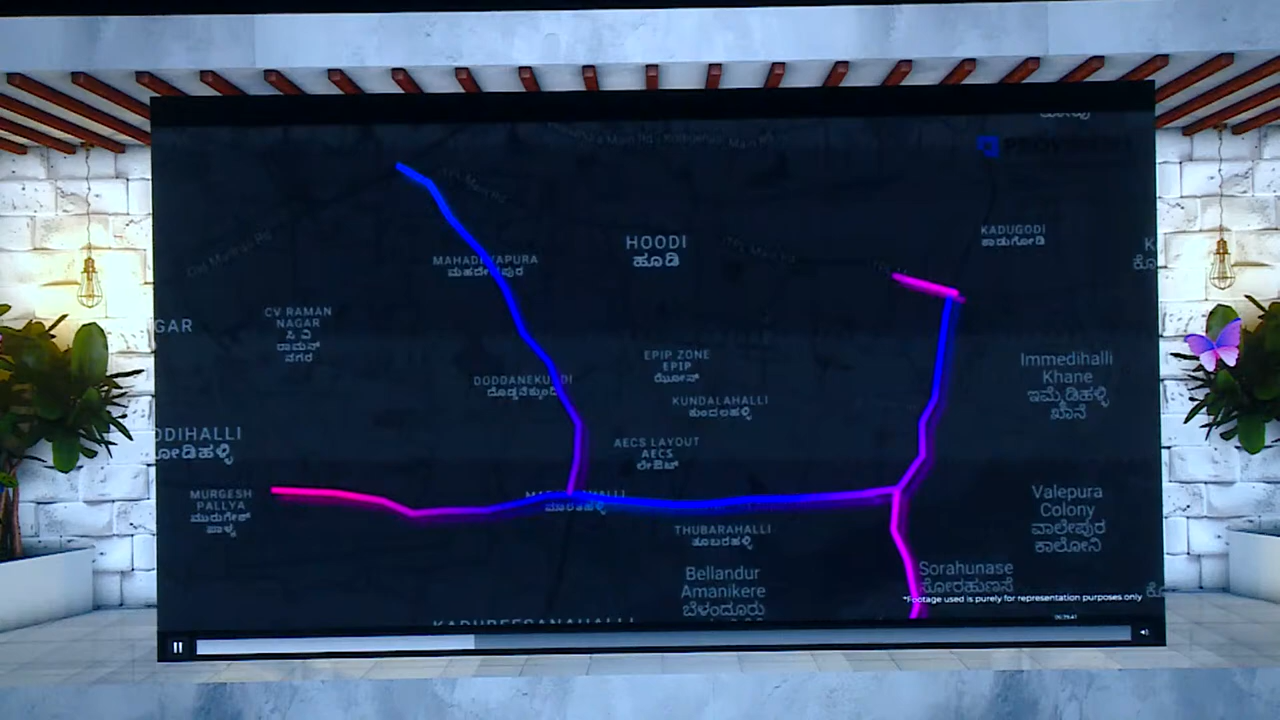 HOODI
ಹೂಡಿ
KADUGODI
ಕಾಡುಗೋಡಿ
MAHADEVAPURA
ಮಹದೇವಪುರ
CV RAMAN
NAGAR
ಸಿ ವಿ
ರಾಮನ್
ನಗರ
GAR
EPIP ZONE
EPIP
ಝೋನ್
Immedihalli
Khane
ಇಮ್ಮೆಡಿಹಳ್ಳಿ
ಖಾನೆ
DODDANEKUNDI
ದೊಡ್ಡನೆಕ್ಕುಂದಿ
KUNDALAHALLI
ಕುಂದಲಹಳ್ಳಿ
DIHALLI
ೋಡಿಹಳ್ಳಿ
AECS LAYOUT
AECS
ಲೇಔಟ್
MURGESH
PALLYA
ಮುರುಗೇಶ್
ಪಾಳ್ಯ
ಮಾರತಹಳ್ಳಿ
Valepura
Colony
ವಾಲೇಪುರ
ಕಾಲೋನಿ
THUBARAHALLI
ತೂಬರಹಳ್ಳಿ
Bellandur
Amanikere
ಬೆಳಂದೂರು
Sorahunase
ಸೋರಹುಣಸೆ
*Footage used is purely for representation purposes only